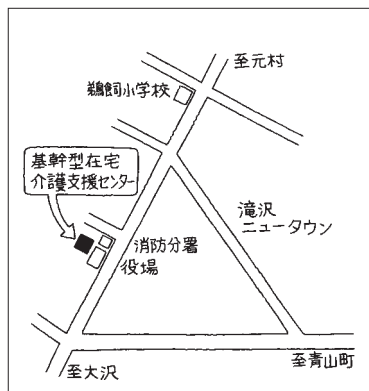 至元村
鵜飼小学校
基幹型在宅
介護支援センター
滝沢
ニュータウン
消防分署
役場
至青山町
至大沢